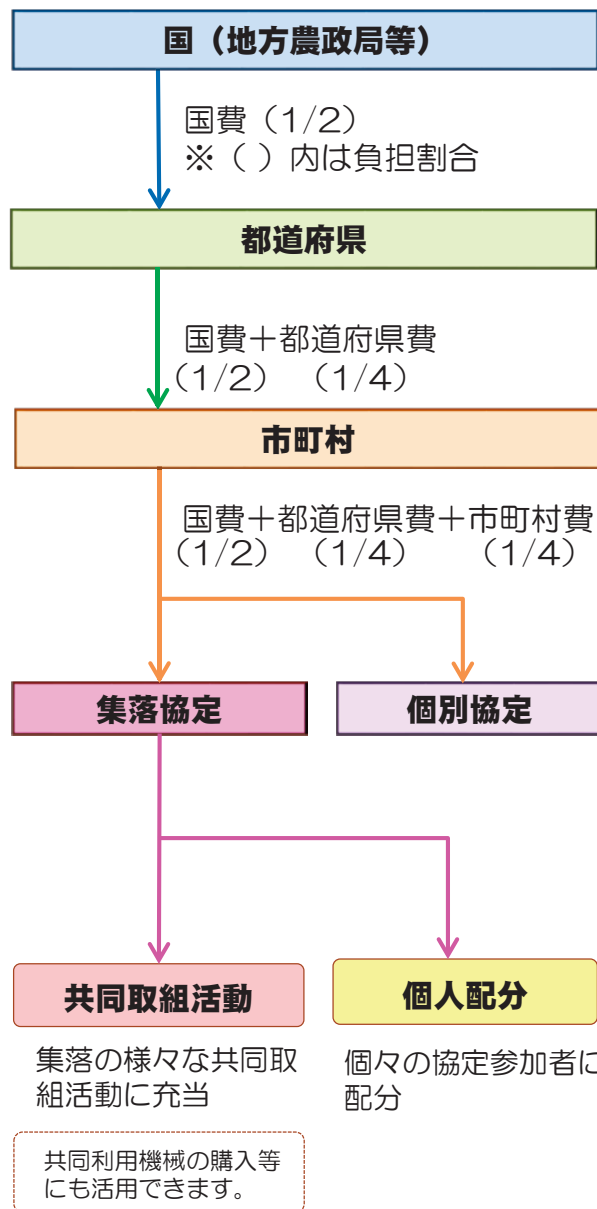 国（地方農政局等）
国費（1/2）
※（ ）内は負担割合
都道府県
国費＋都道府県費
（1/2）　（1/4）
市町村
国費＋都道府県費＋市町村費
（1/2）　（1/4）　　（1/4）
集落協定
個別協定
共同取組活動
個人配分
集落の様々な共同取
組活動に充当
個々の協定参加者に
配分
共同利用機械の購入等
にも活用できます。